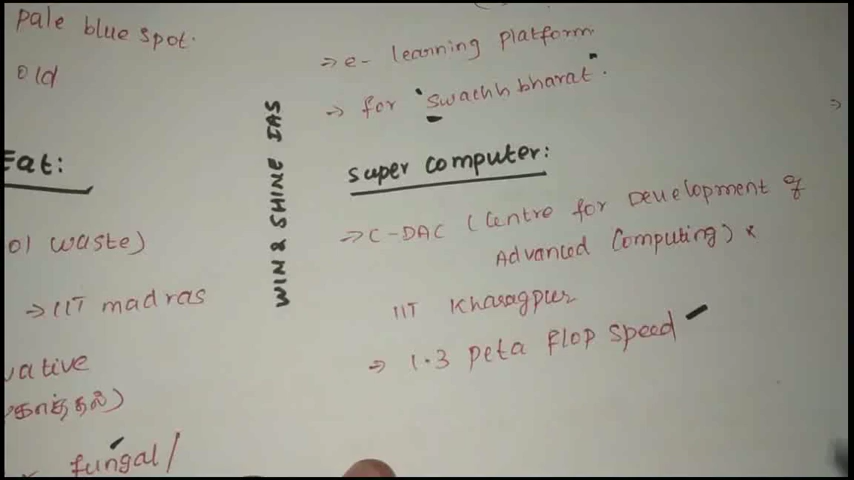 pale blue spot.
old
Eat:
ol waste)
→ IIT madras
vative
fungal/
WIN & SHINE IAS
→ e- learning platform
→ for "swachh bharat".
super computer:
→ C-DAC (Centre for Development of
Advanced Computing) x
IIT Kharagpur
→ 1.3 peta flop speed